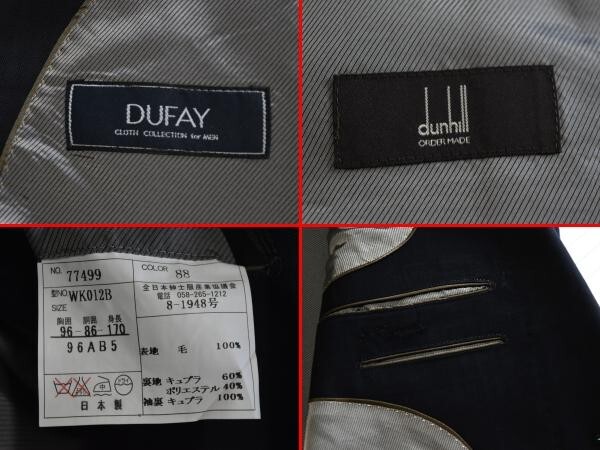 DUFAY
CLOTH COLLECTION for MEN
dunhill
ORDER MADE
NO. 77499
COLOR 88
型NO. WK012B
SIZE
胸囲 胴囲 身長
96-86-170
96AB5
全日本紳士服産業協議会
電話 058-265-1212
8-1948号
表地 毛 100%
裏地 キュプラ 60%
ポリエステル 40%
袖裏 キュプラ 100%
日本製